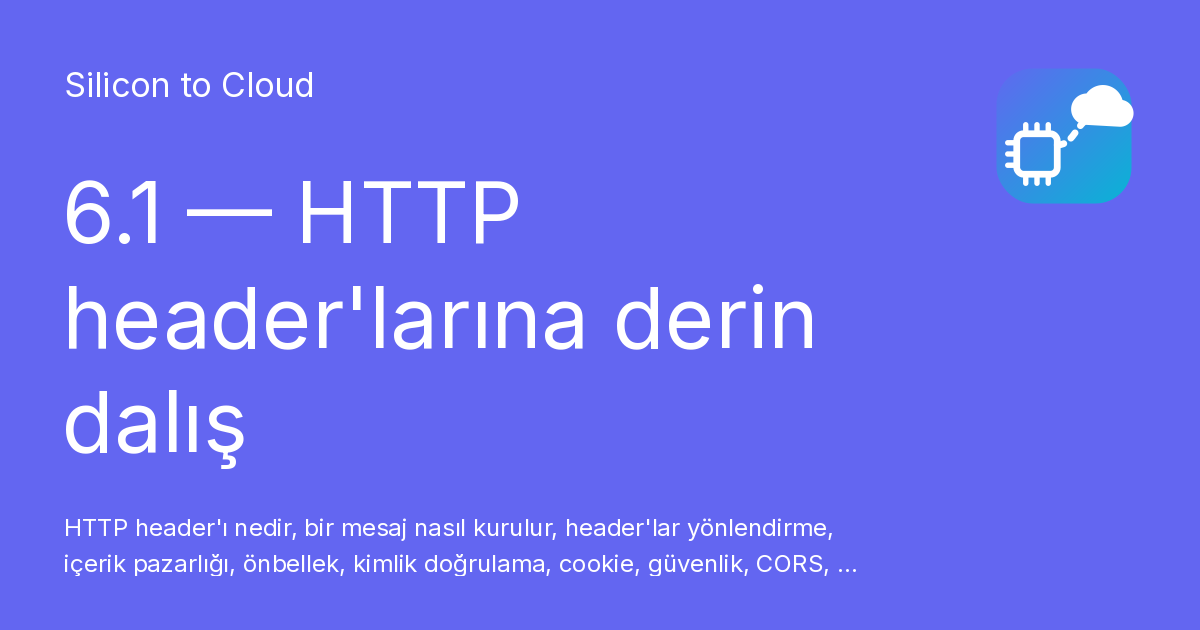 Silicon to Cloud
6.1 — HTTP
header'larına derin
dalış
HTTP header'ı nedir, bir mesaj nasıl kurulur, header'lar yönlendirme,
içerik pazarlığı, önbellek, kimlik doğrulama, cookie, güvenlik, CORS, ...